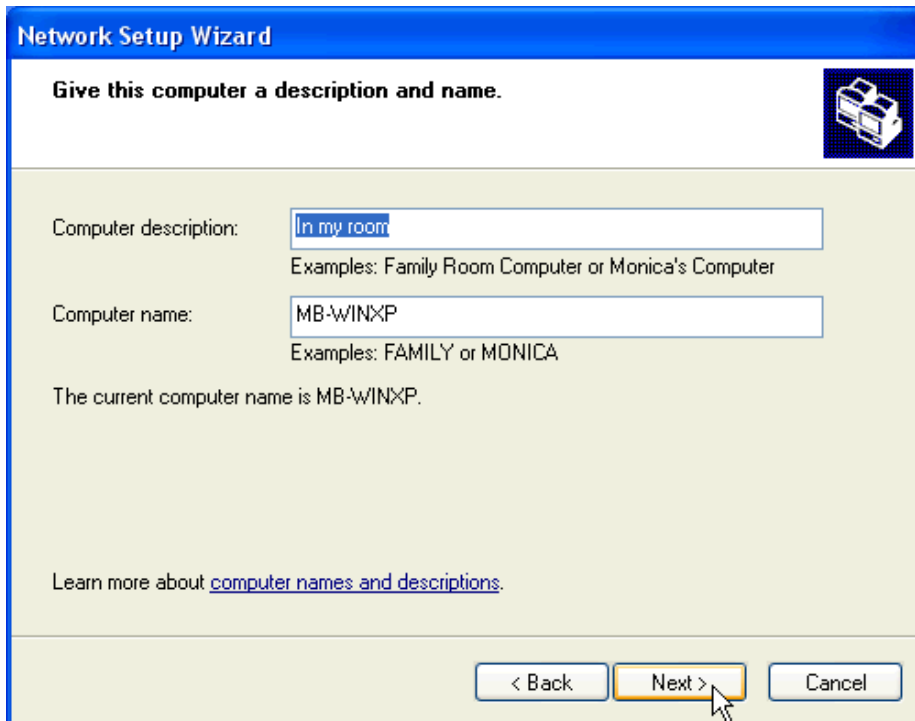 Network Setup Wizard
Give this computer a description and name.
Computer description: In my room
Examples: Family Room Computer or Monica's Computer
Computer name: MB-WINXP
Examples: FAMILY or MONICA
The current computer name is MB-WINXP.
Learn more about computer names and descriptions.
< Back Next > Cancel